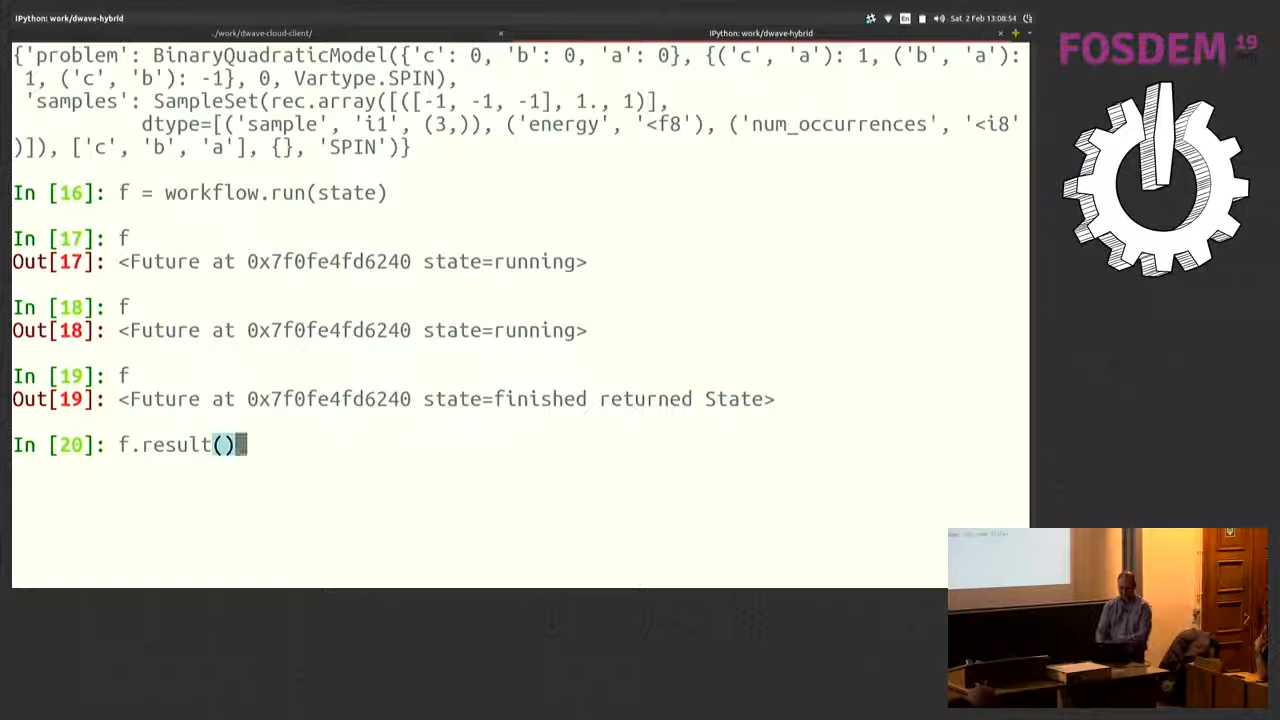 IPython: work/dwave-hybrid
En
Sat, 2 Feb 13:08:54
../work/dwave-cloud-client/
IPython: work/dwave-hybrid
{'problem': BinaryQuadraticModel({'c': 0, 'b': 0, 'a': 0}, {('c', 'a'): 1, ('b', 'a'):
1, ('c', 'b'): -1}, 0, Vartype.SPIN),
'samples': SampleSet(rec.array([([-1, -1, -1], 1., 1)],
dtype=[('sample', 'i1', (3,)), ('energy', '<f8'), ('num_occurrences', '<i8'
)]), ['c', 'b', 'a'], {}, 'SPIN')}
In [16]: f = workflow.run(state)
In [17]: f
Out[17]: <Future at 0x7f0fe4fd6240 state=running>
In [18]: f
Out[18]: <Future at 0x7f0fe4fd6240 state=running>
In [19]: f
Out[19]: <Future at 0x7f0fe4fd6240 state=finished returned State>
In [20]: f.result()
FOSDEM 19